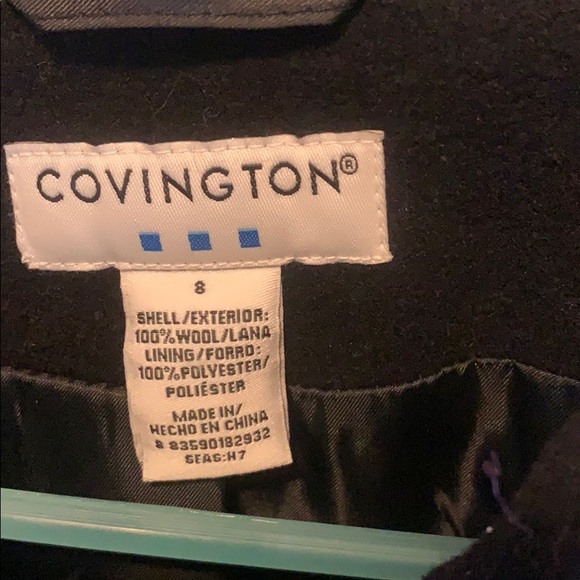 COVINGTON®
8
SHELL/EXTERIOR:
100%WOOL/LANA
LINING/FORRO:
100%POLYESTER/
POLIÉSTER
MADE IN/
HECHO EN CHINA
8 83590182932
SEAS:H7